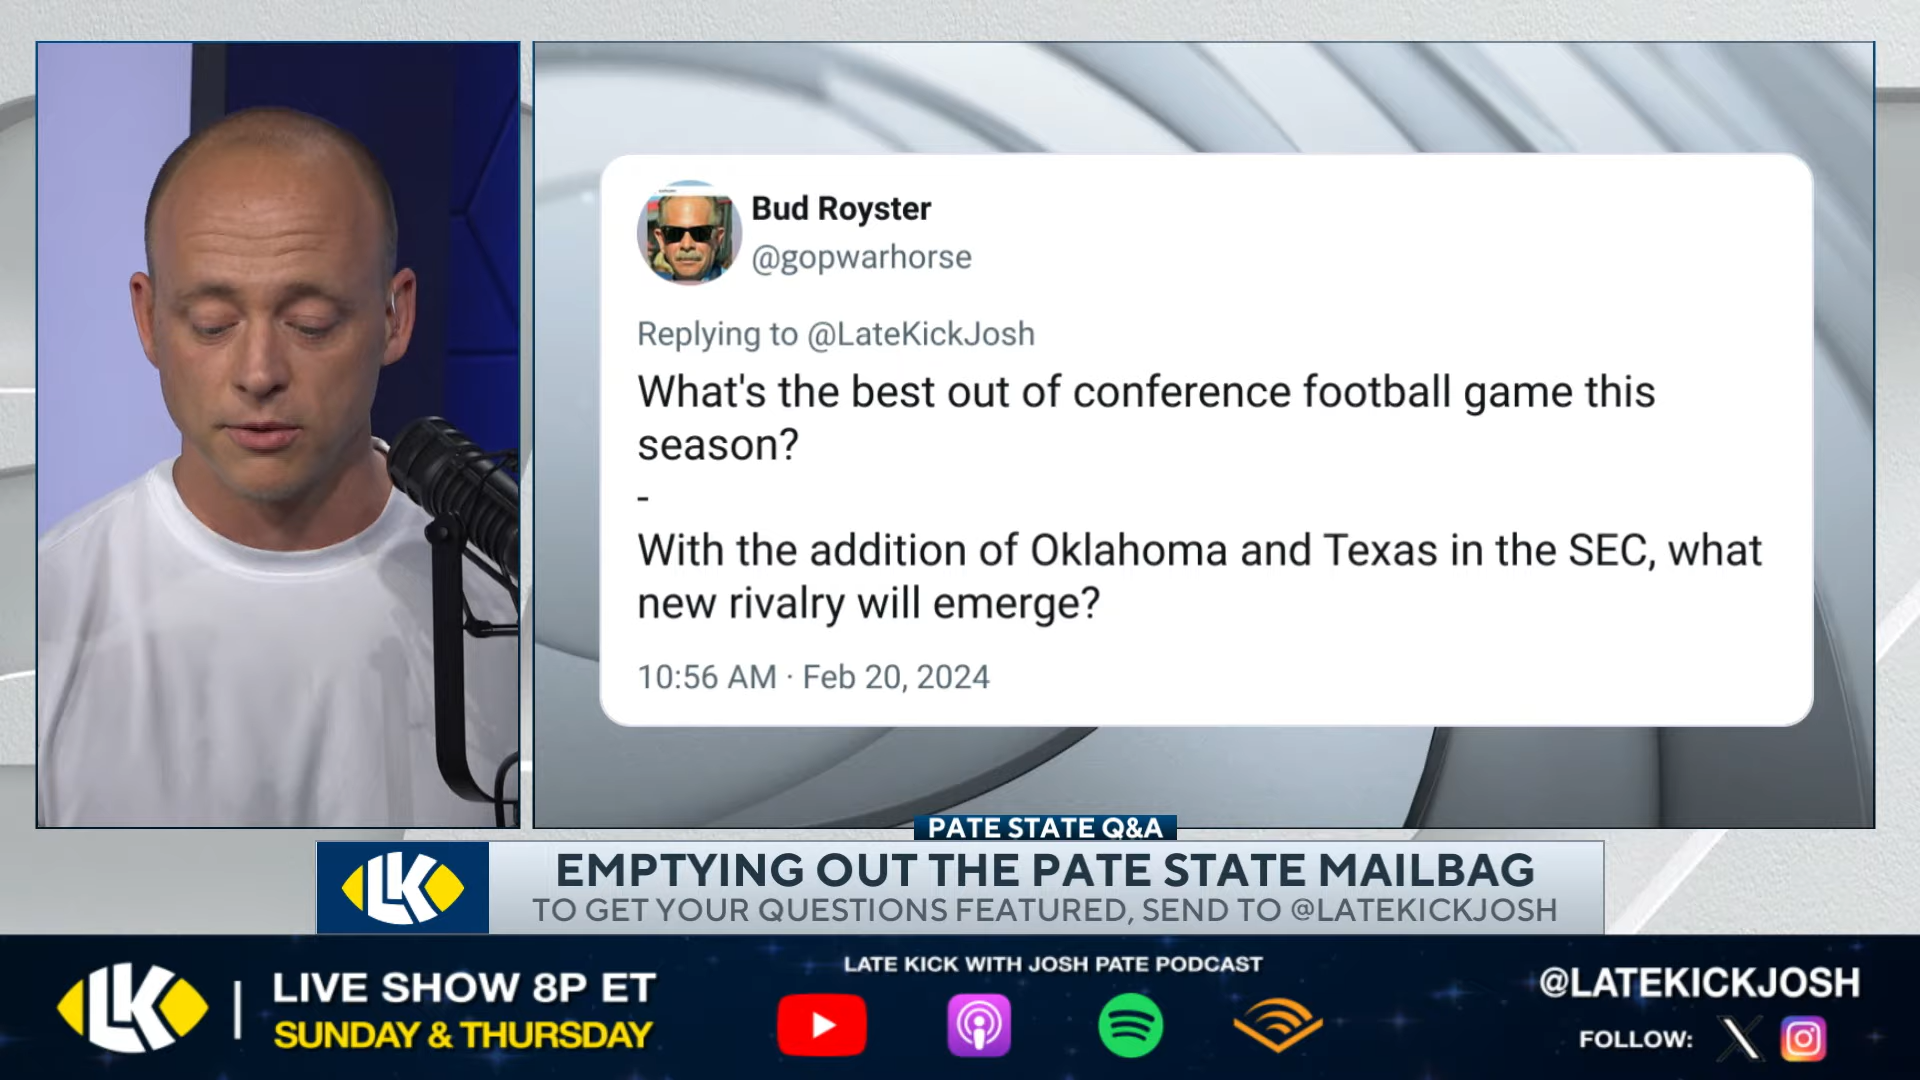 Bud Royster
@gopwarhorse
Replying to @LateKickJosh
What's the best out of conference football game this
season?
-
With the addition of Oklahoma and Texas in the SEC, what
new rivalry will emerge?
10:56 AM · Feb 20, 2024
PATE STATE Q&A
LK
EMPTYING OUT THE PATE STATE MAILBAG
TO GET YOUR QUESTIONS FEATURED, SEND TO @LATEKICKJOSH
LK
LIVE SHOW 8P ET
SUNDAY & THURSDAY
LATE KICK WITH JOSH PATE PODCAST
@LATEKICKJOSH
FOLLOW: